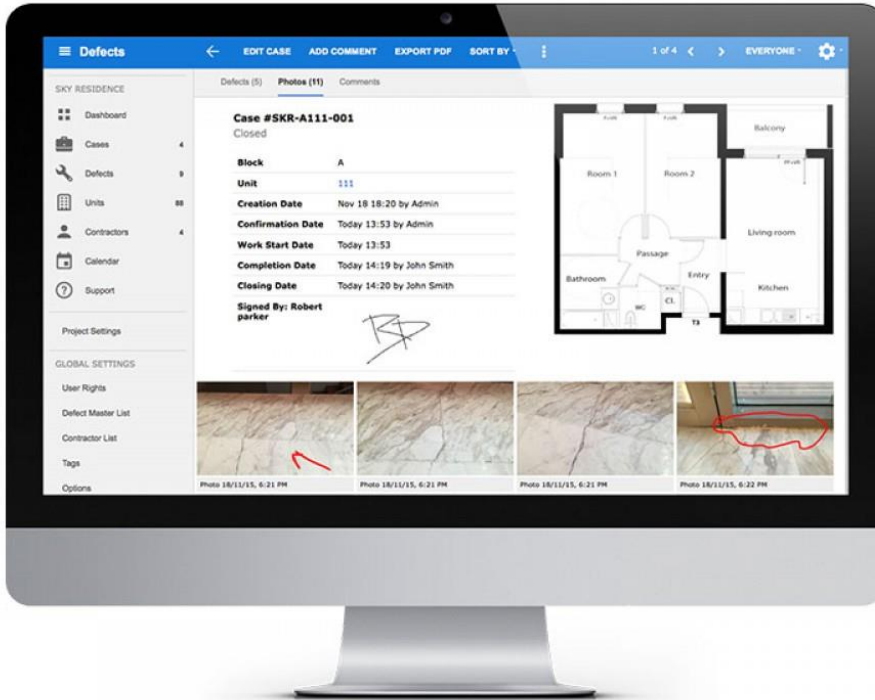 Defects
EDIT CASE ADD COMMENT EXPORT PDF SORT BY
1 of 4
EVERYONE
SKY RESIDENCE
Dashboard
Cases 4
Defects 9
Units 88
Contractors 4
Calendar
Support
Project Settings
GLOBAL SETTINGS
User Rights
Defect Master List
Contractor List
Tags
Options
Defects (5) Photos (11) Comments
Case #SKR-A111-001
Closed
Block A
Unit 111
Creation Date Nov 18 18:20 by Admin
Confirmation Date Today 13:53 by Admin
Work Start Date Today 13:53
Completion Date Today 14:19 by John Smith
Closing Date Today 14:20 by John Smith
Signed By: Robert
parker
Balcony
Room 1
Room 2
Living room
Passage
Entry
Bathroom
Kitchen
WC
CL
T3
Photo 18/11/15, 6:21 PM
Photo 18/11/15, 6:21 PM
Photo 18/11/15, 6:21 PM
Photo 18/11/15, 6:22 PM